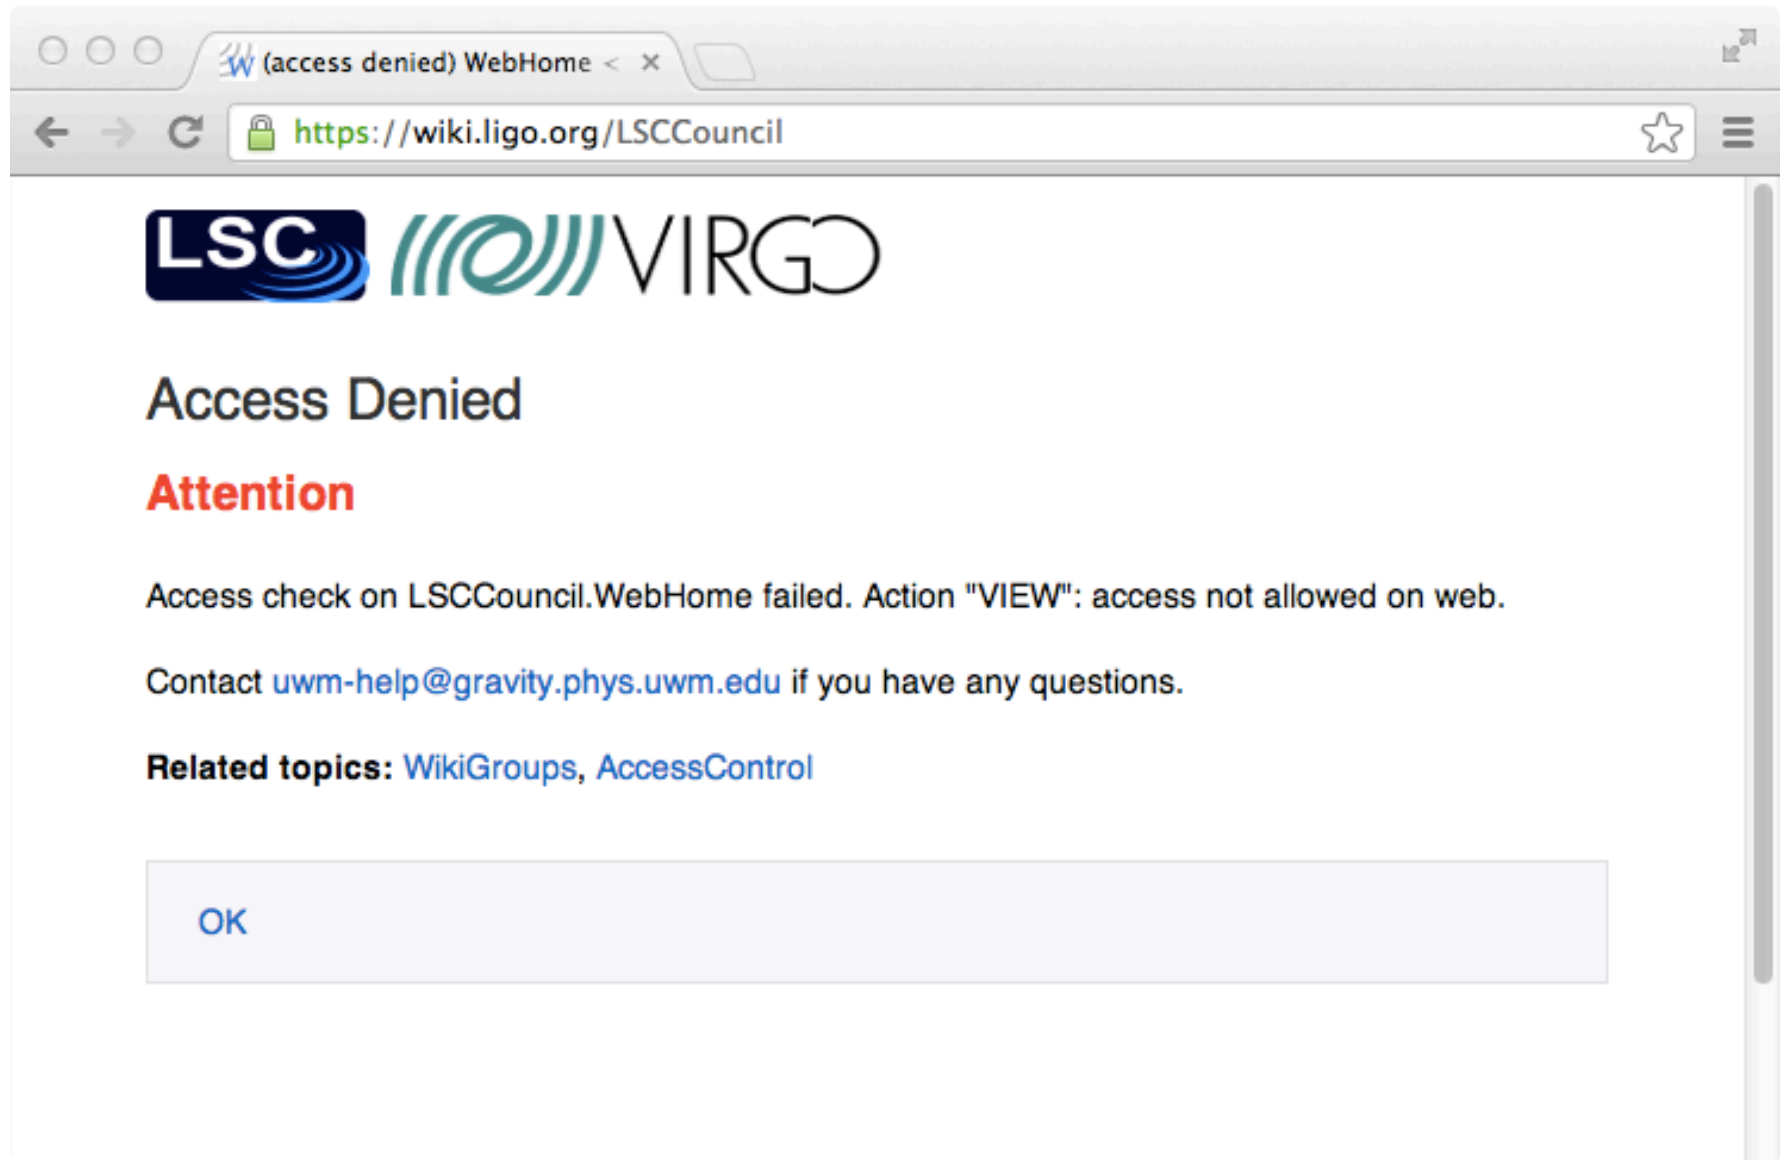 (access denied) WebHome <
https://wiki.ligo.org/LSCCouncil
LSC VIRGO
Access Denied
Attention
Access check on LSCCouncil.WebHome failed. Action "VIEW": access not allowed on web.
Contact uwm-help@gravity.phys.uwm.edu if you have any questions.
Related topics: WikiGroups, AccessControl
OK